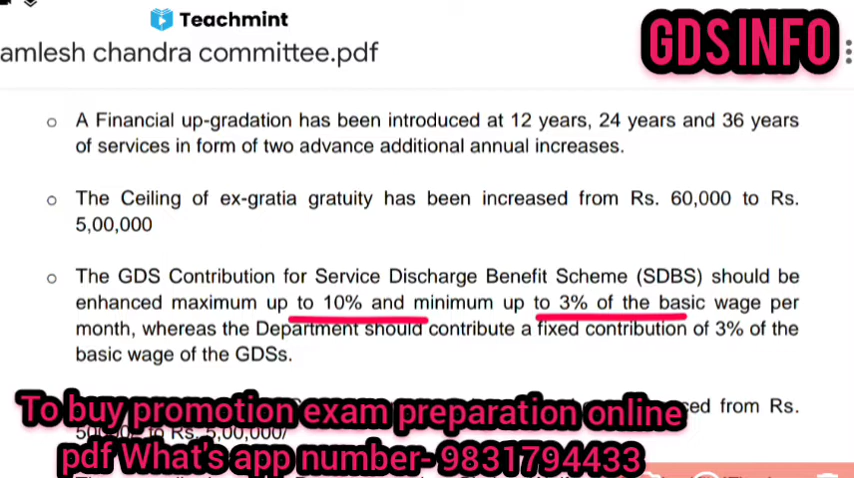 Teachmint
amlesh chandra committee.pdf
GDS INFO
o A Financial up-gradation has been introduced at 12 years, 24 years and 36 years
of services in form of two advance additional annual increases.
o The Ceiling of ex-gratia gratuity has been increased from Rs. 60,000 to Rs.
5,00,000
o The GDS Contribution for Service Discharge Benefit Scheme (SDBS) should be
enhanced maximum up to 10% and minimum up to 3% of the basic wage per
month, whereas the Department should contribute a fixed contribution of 3% of the
basic wage of the GDSs.
from Rs.
To buy promotion exam preparation online
to Rs. 5,00,000/
pdf What's app number- 9831794433